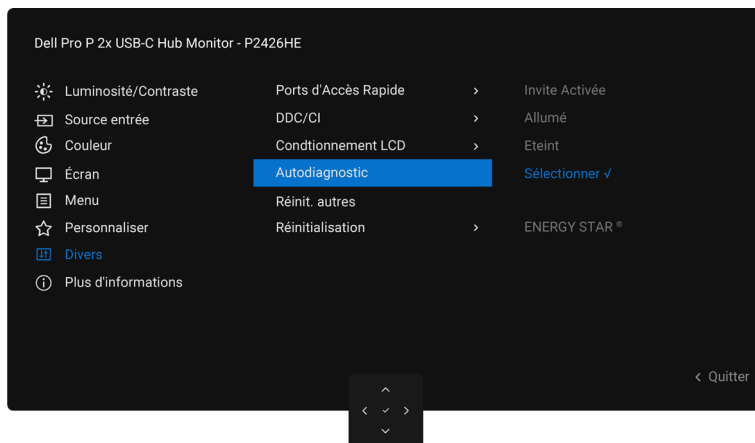 Dell Pro P 2x USB-C Hub Monitor - P2426HE
Luminosité/Contraste
Source entrée
Couleur
Écran
Menu
Personnaliser
Divers
Plus d'informations
Ports d'Accès Rapide > Invite Activée
DDC/CI > Allumé
Condtionnement LCD > Eteint
Autodiagnostic Sélectionner √
Réinit. autres
Réinitialisation > ENERGY STAR ®
< Quitter